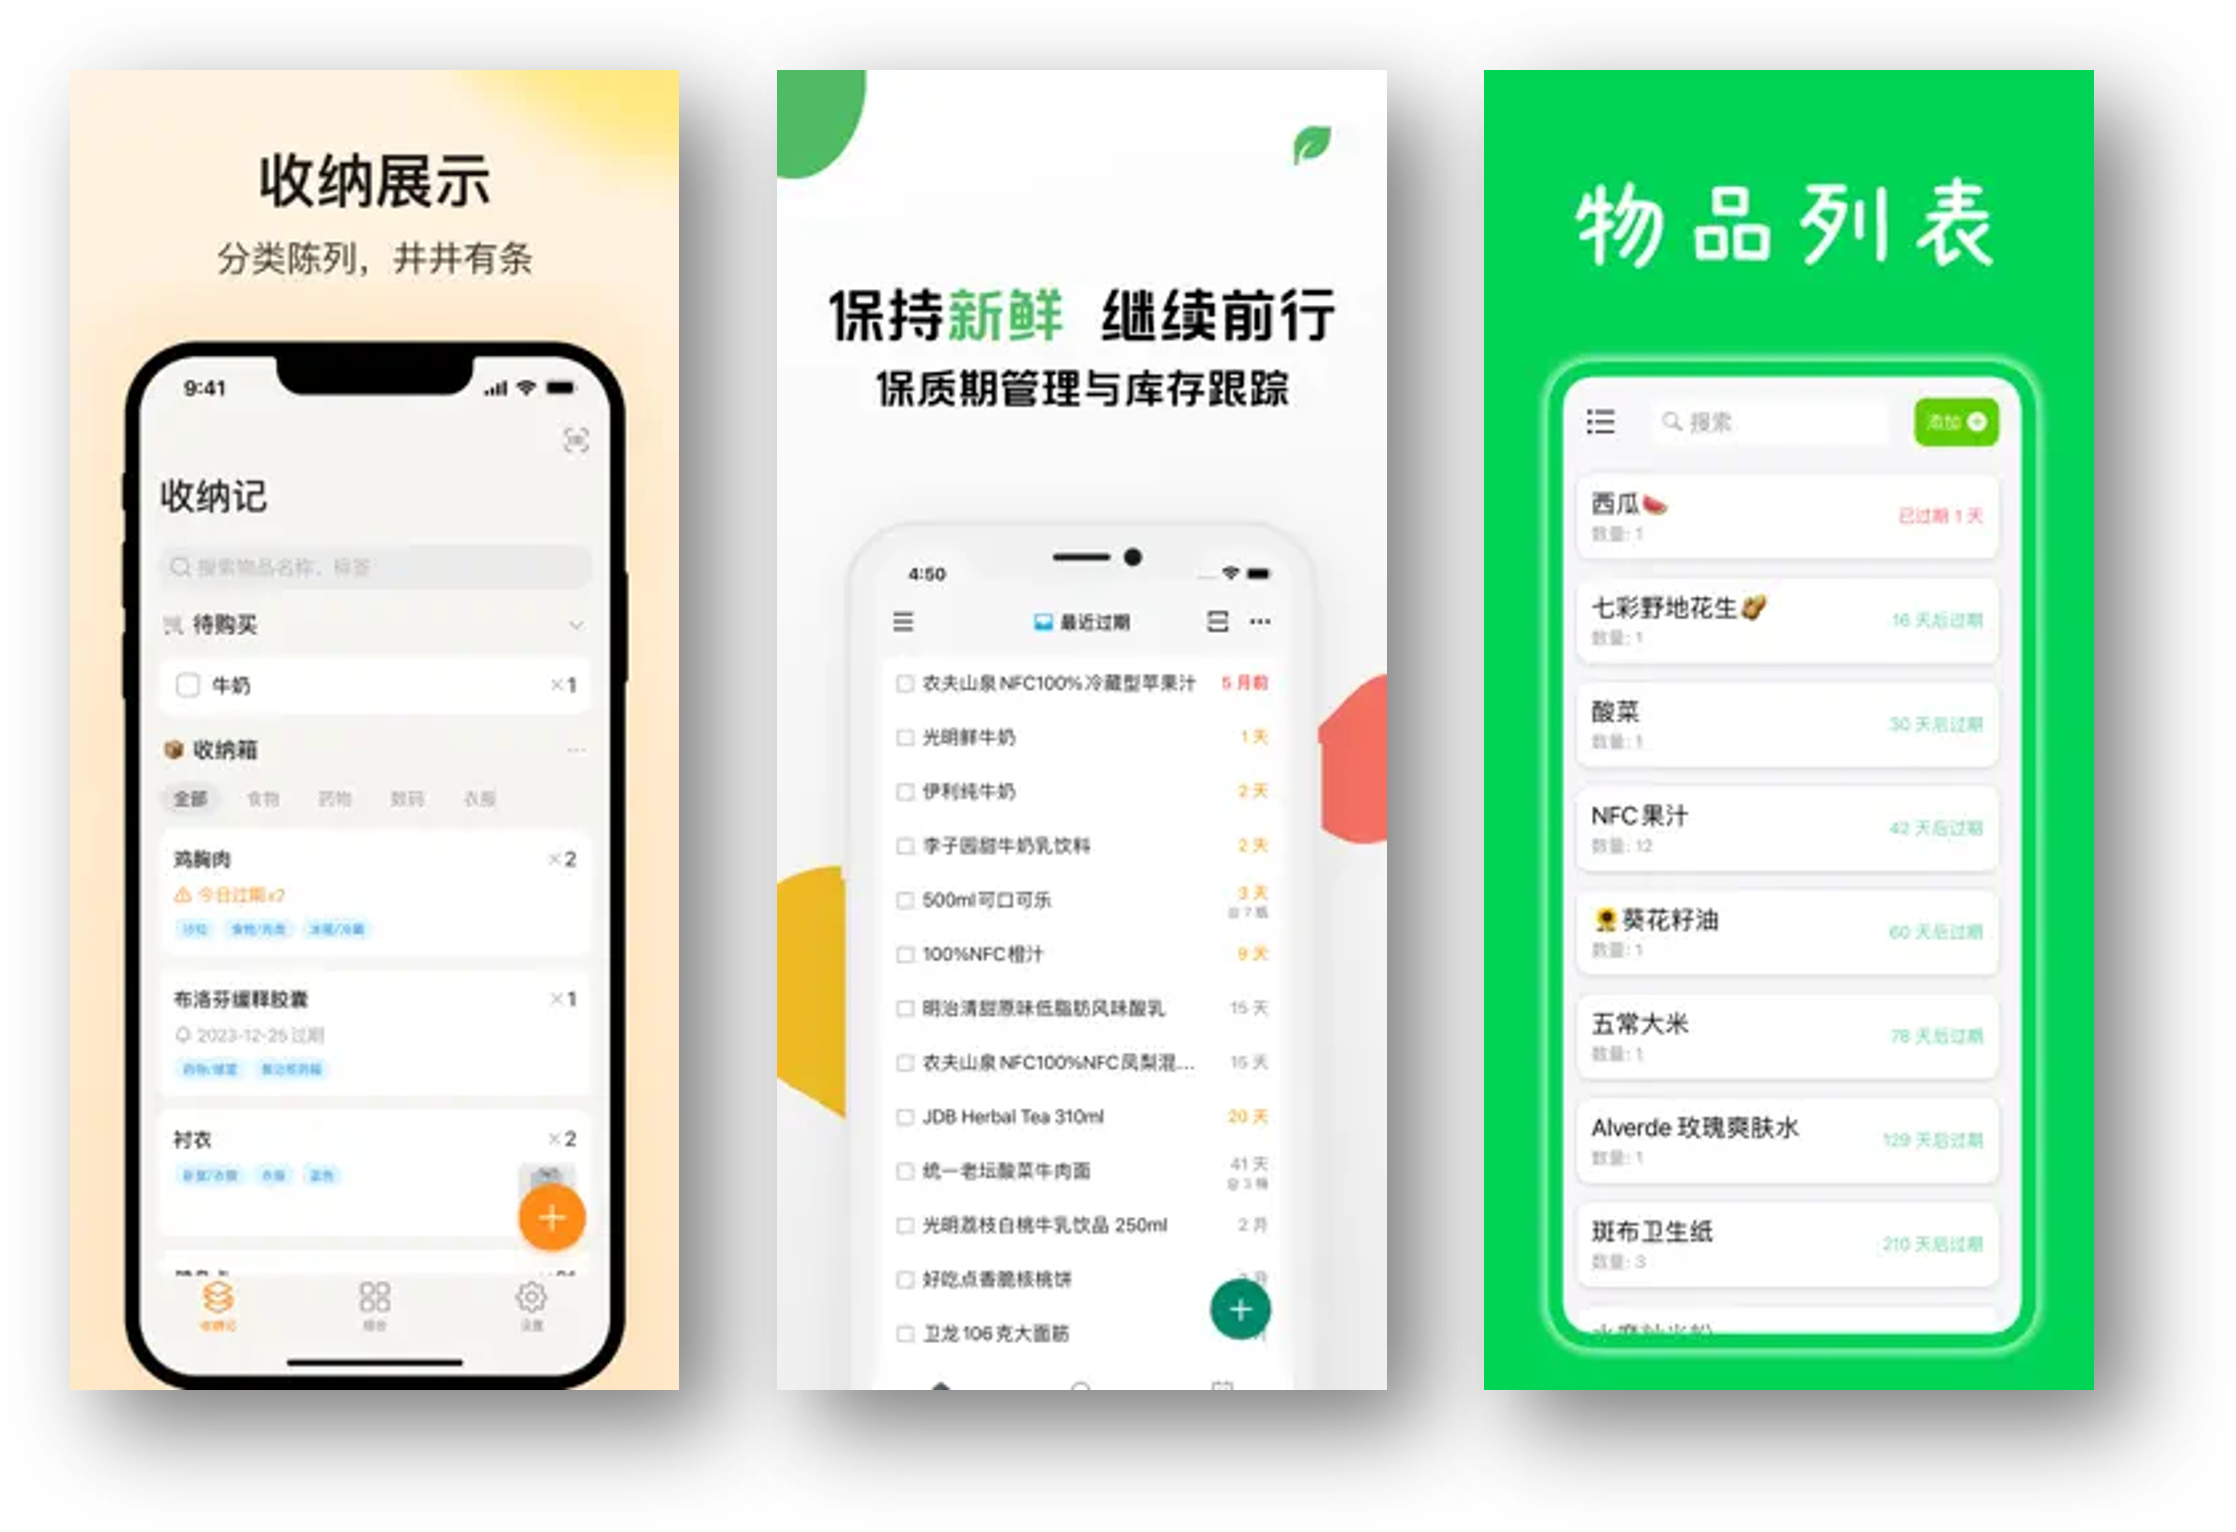 收纳展示
分类陈列，井井有条
9:41
收纳记
搜索物品名称、标签
待购买
牛奶
×1
收纳箱
全部 食物 药物 数码 衣服
鸡胸肉
×2
今日过期x2
布洛芬缓释胶囊
×1
2023-12-25 过期
衬衣
×2
收纳记
设置
保持新鲜 继续前行
保质期管理与库存跟踪
4:50
最近过期
农夫山泉 NFC100% 冷藏型苹果汁 5 月前
光明鲜牛奶 1 天
伊利纯牛奶 2 天
李子园甜牛奶乳饮料 2 天
500ml可口可乐 3 天
100%NFC橙汁 9 天
明治清甜原味低脂肪风味酸乳 15 天
农夫山泉 NFC100%NFC凤梨混... 15 天
JDB Herbal Tea 310ml 20 天
统一老坛酸菜牛肉面 41 天
光明荔枝白桃牛乳饮品 250ml 2 月
好吃点香脆核桃饼
卫龙 106 克大面筋
物品列表
搜索
添加
西瓜
数量: 1
已过期 1 天
七彩野地花生
数量: 1
16 天后过期
酸菜
数量: 1
30 天后过期
NFC 果汁
数量: 12
42 天后过期
葵花籽油
数量: 1
60 天后过期
五常大米
数量: 1
78 天后过期
Alverde 玫瑰爽肤水
数量: 1
129 天后过期
斑布卫生纸
数量: 3
210 天后过期